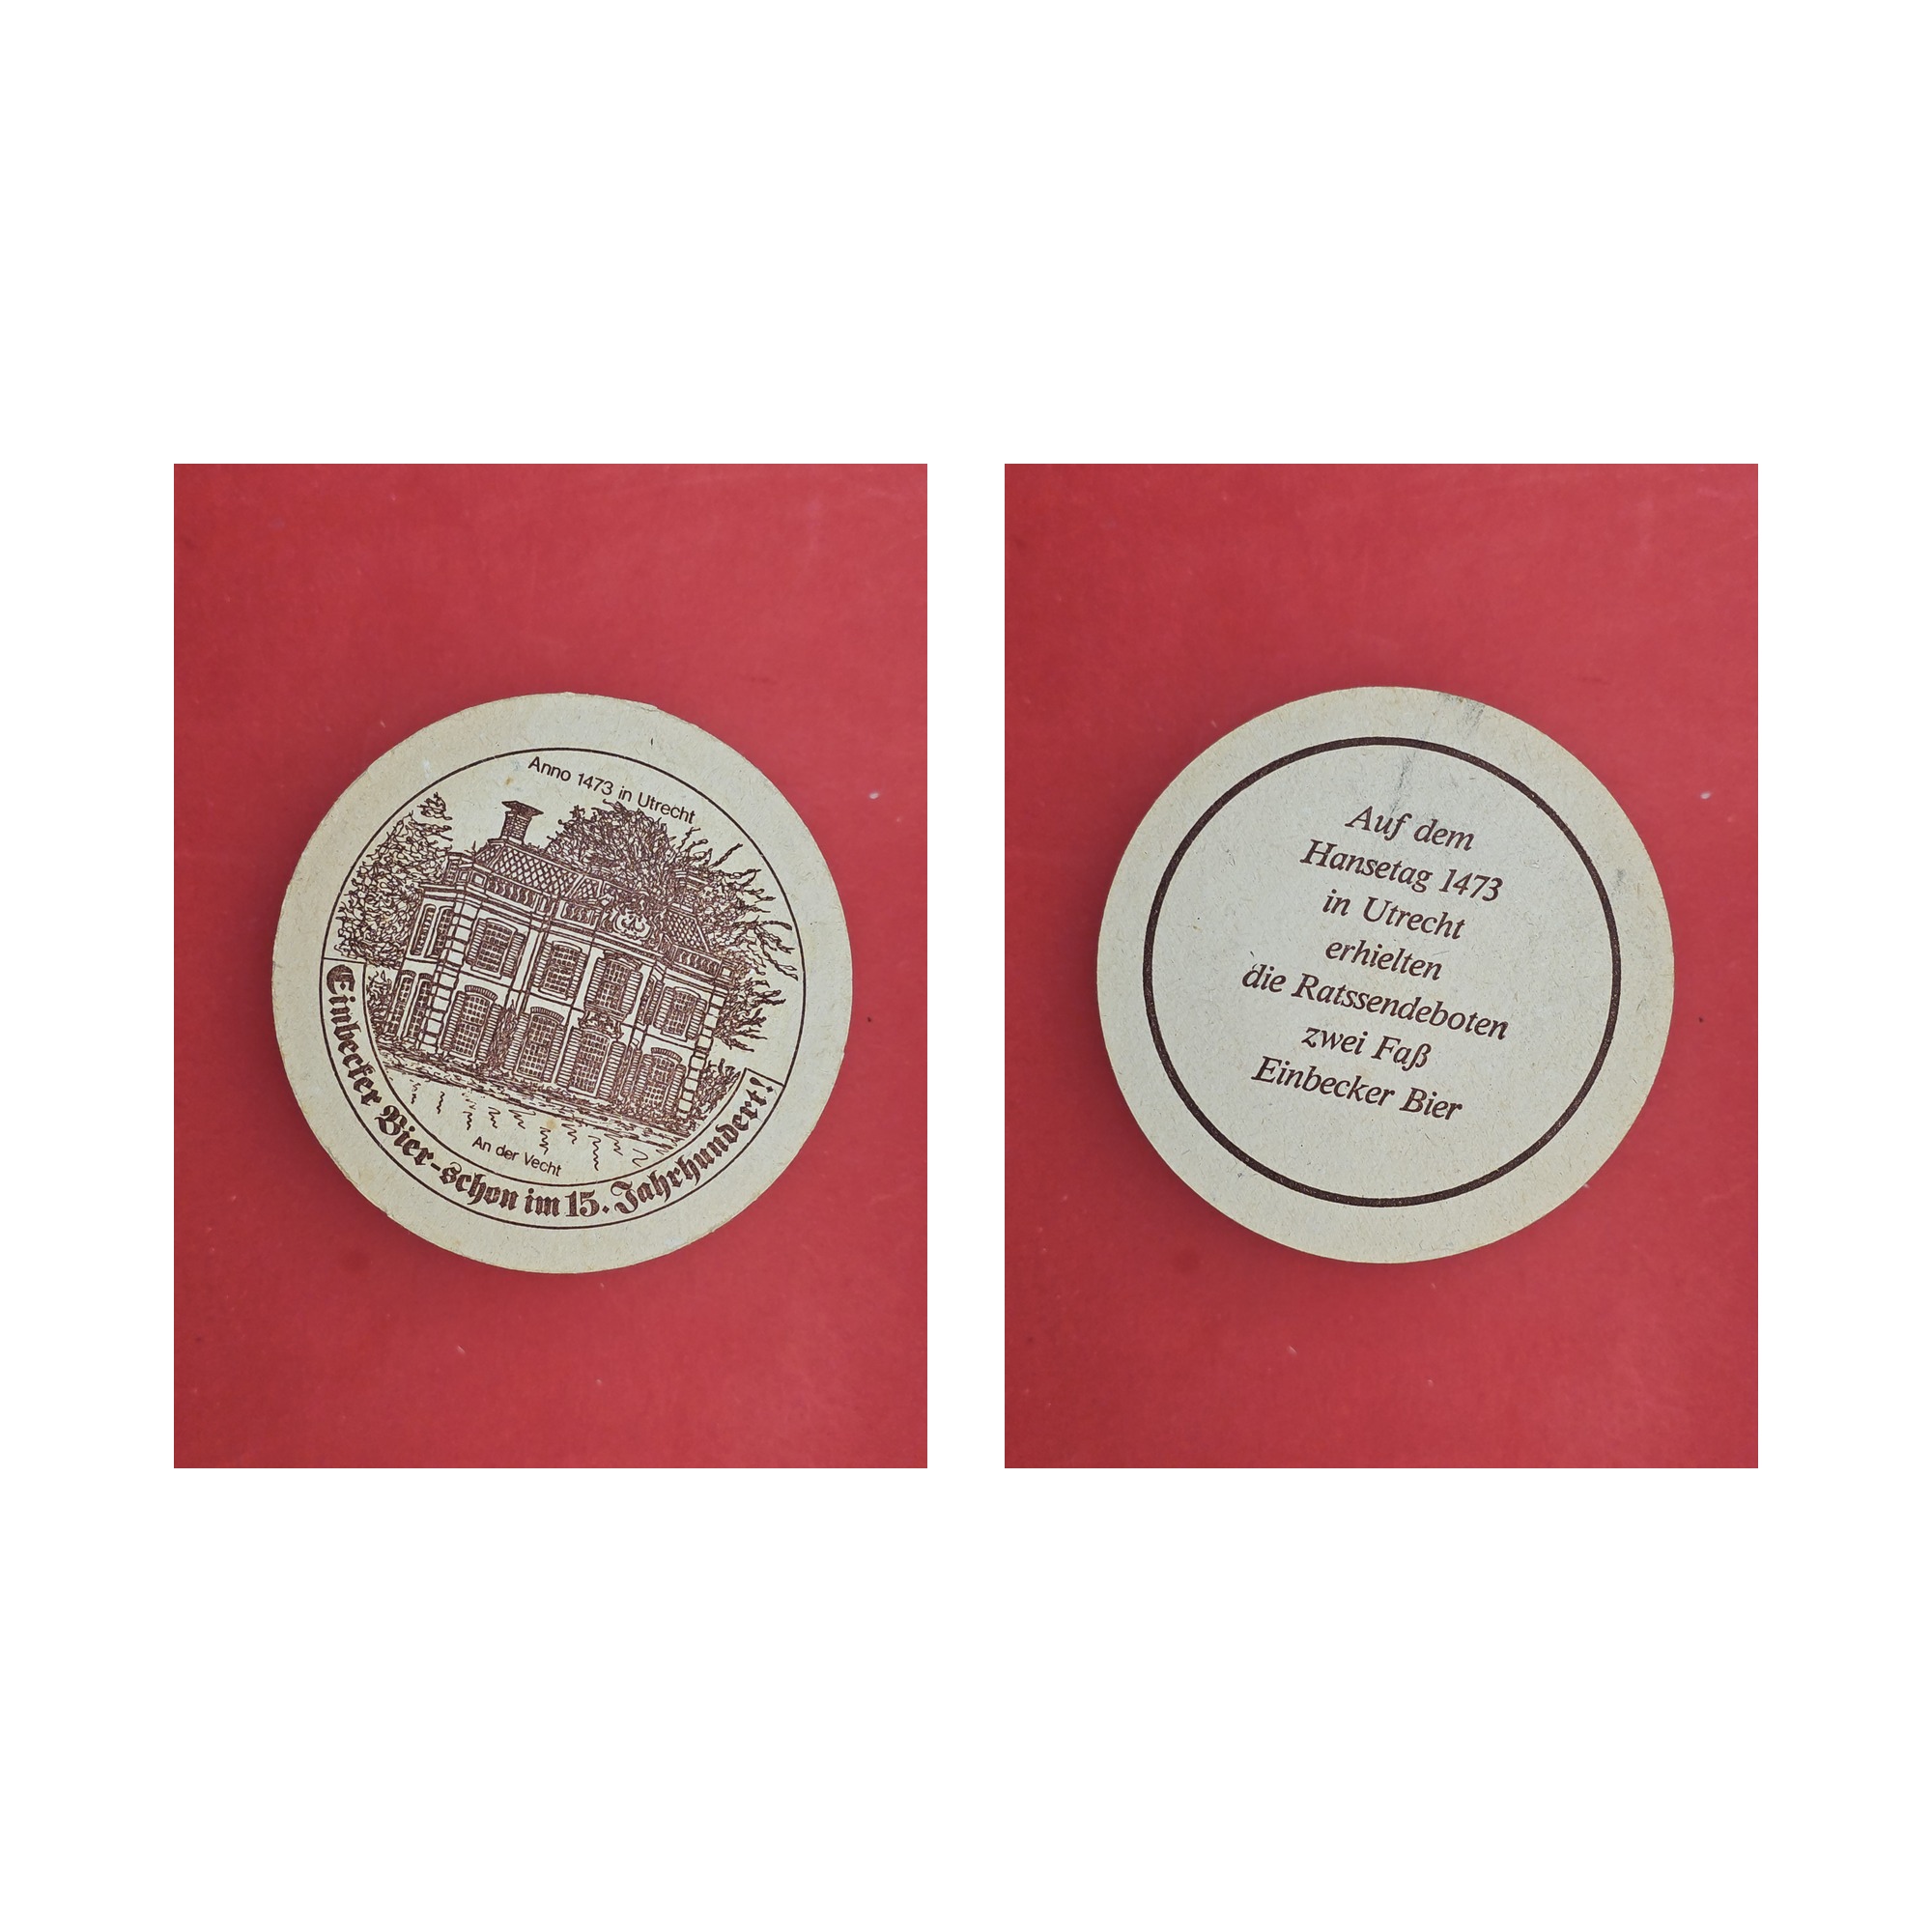 Anno 1473 in Utrecht
An der Vecht
Einbecker Bier-schon im 15. Jahrhundert!
Auf dem
Hansetag 1473
in Utrecht
erhielten
die Ratssendeboten
zwei Faß
Einbecker Bier